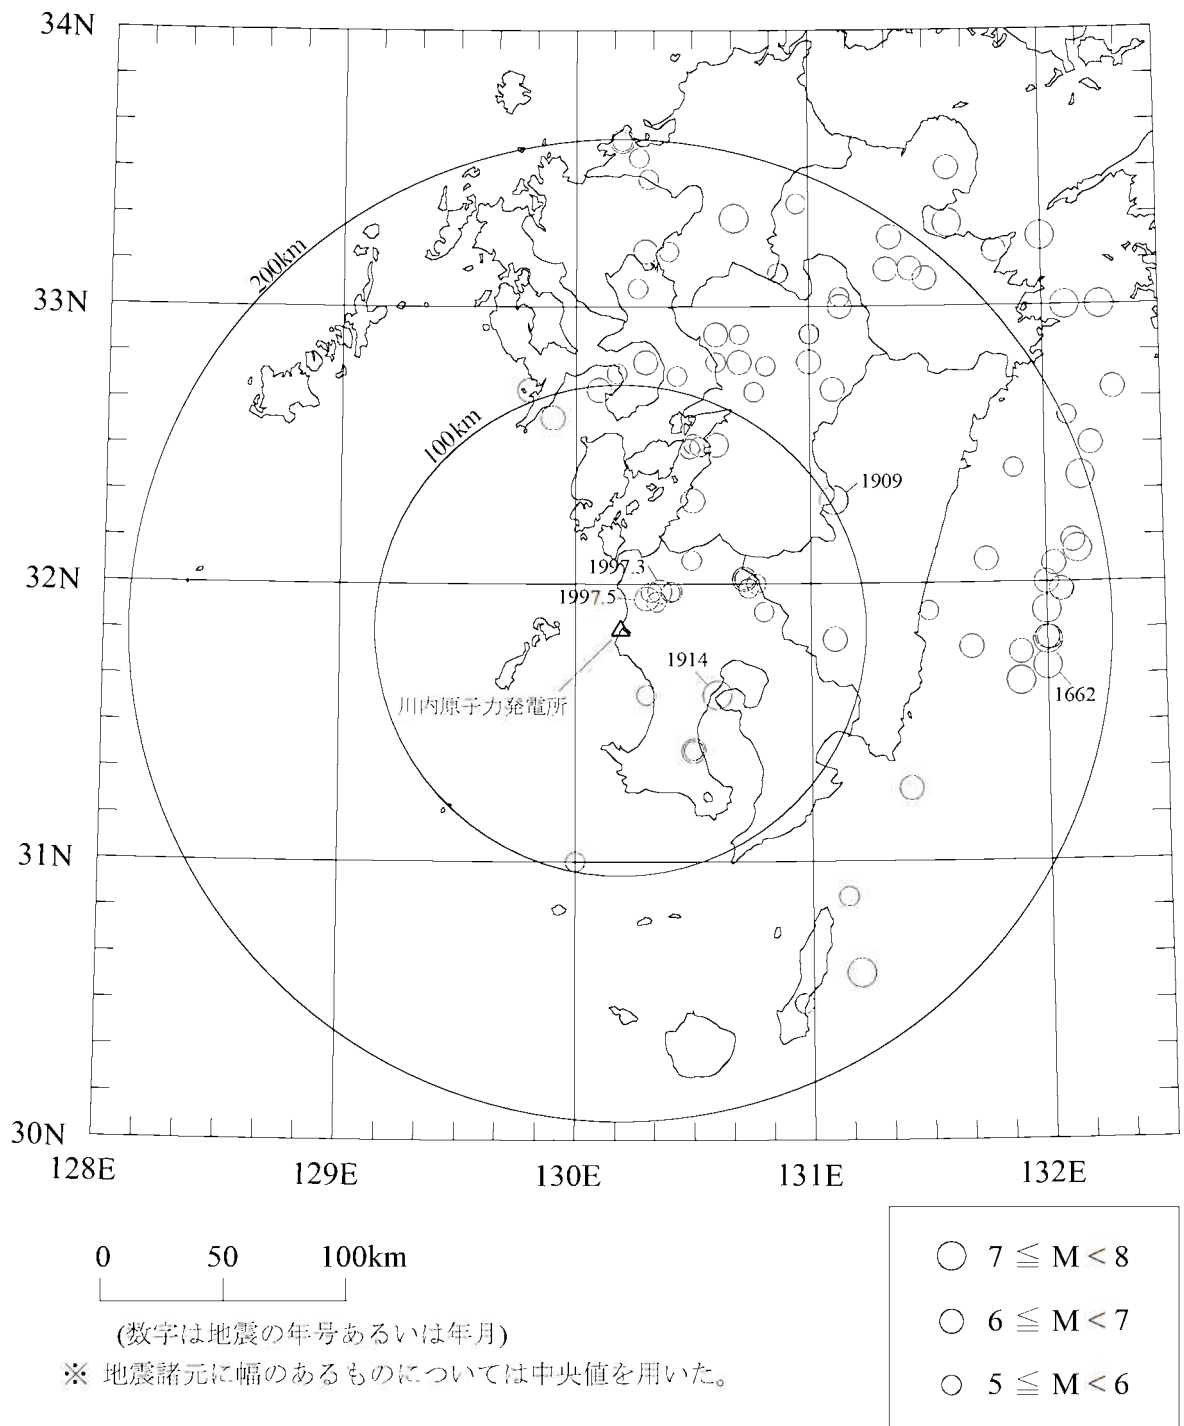 34N
200km
33N
100km
1909
32N
1997.3
1997.5
1914
1662
川内原子力発電所
31N
30N
128E
129E
130E
131E
132E
0 50 100km
(数字は地震の年号あるいは年月)
※ 地震諸元に幅のあるものについては中央値を用いた。
7 ≦ M < 8
6 ≦ M < 7
5 ≦ M < 6